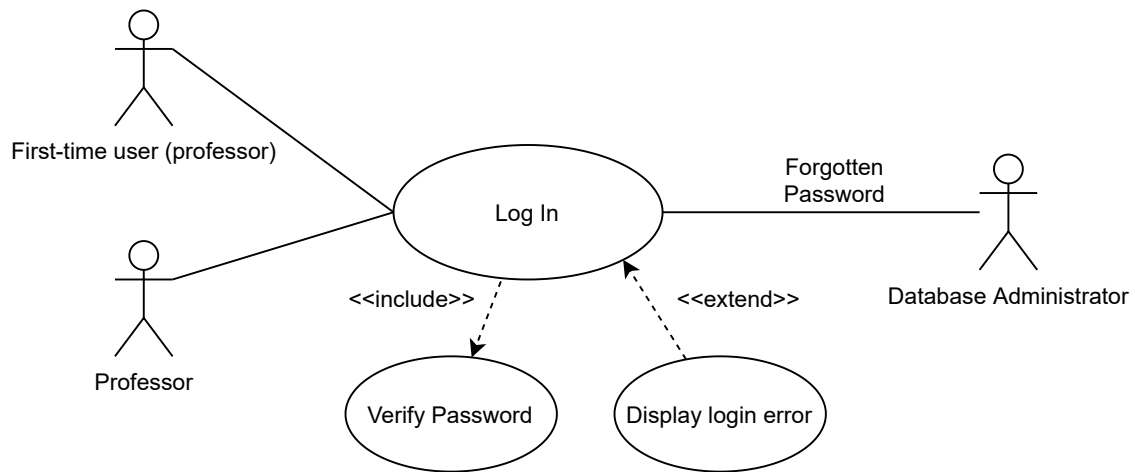 First-time user (professor)
Log In
Forgotten
Password
Database Administrator
Professor
<<include>>
<<extend>>
Verify Password
Display login error